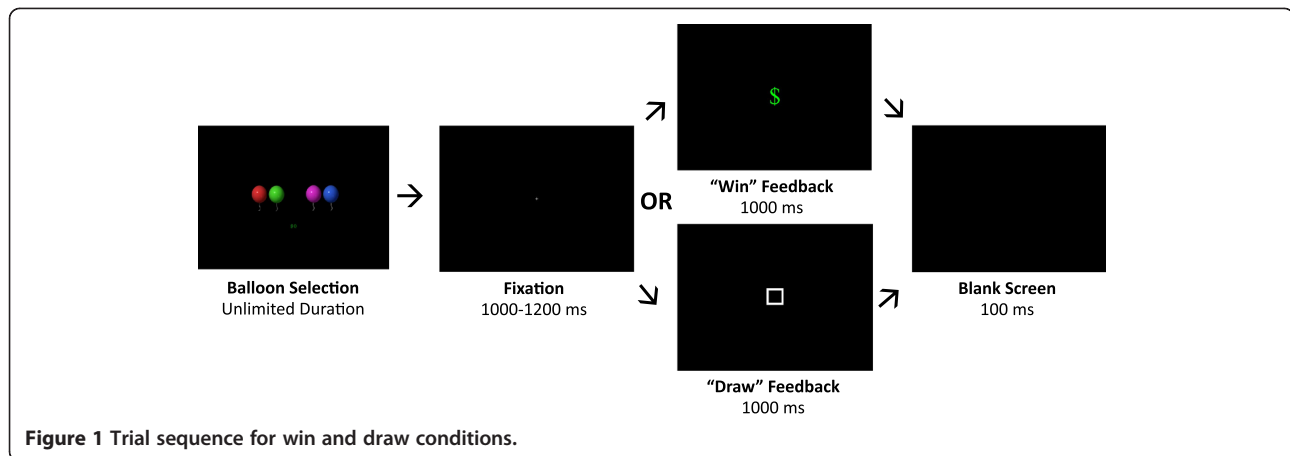 Balloon Selection
Unlimited Duration
Fixation
1000-1200 ms
OR
$
“Win” Feedback
1000 ms
“Draw” Feedback
1000 ms
Blank Screen
100 ms
Figure 1 Trial sequence for win and draw conditions.